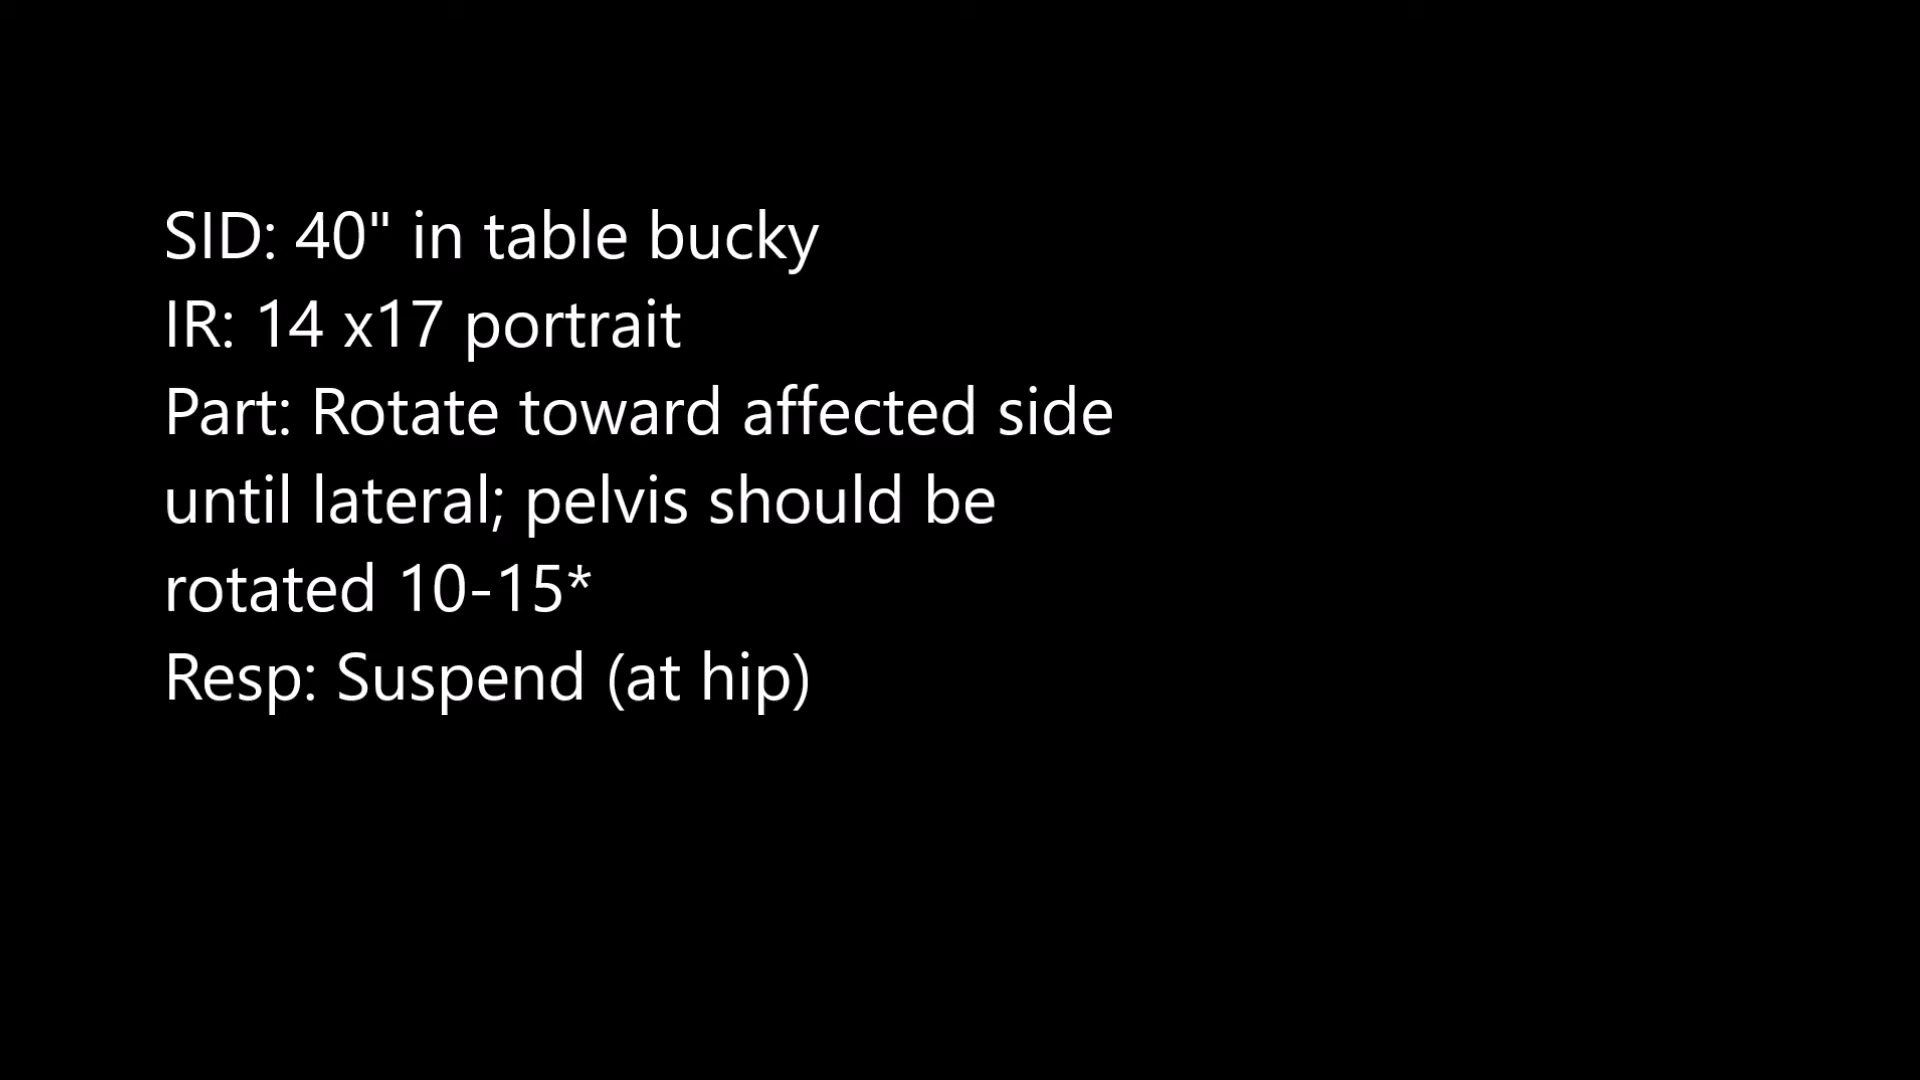 SID: 40" in table bucky
IR: 14 x17 portrait
Part: Rotate toward affected side
until lateral; pelvis should be
rotated 10-15*
Resp: Suspend (at hip)